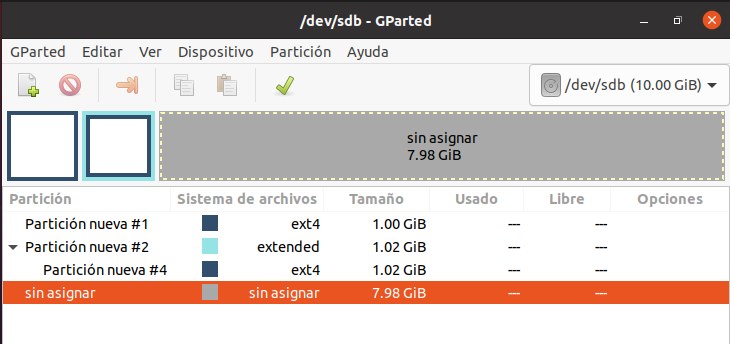 /dev/sdb - GParted
GParted Editar Ver Dispositivo Partición Ayuda
/dev/sdb (10.00 GiB)
sin asignar
7.98 GiB
Partición Sistema de archivos Tamaño Usado Libre Opciones
Partición nueva #1 ext4 1.00 GiB --- ---
Partición nueva #2 extended 1.02 GiB --- ---
Partición nueva #4 ext4 1.02 GiB --- ---
sin asignar sin asignar 7.98 GiB --- ---